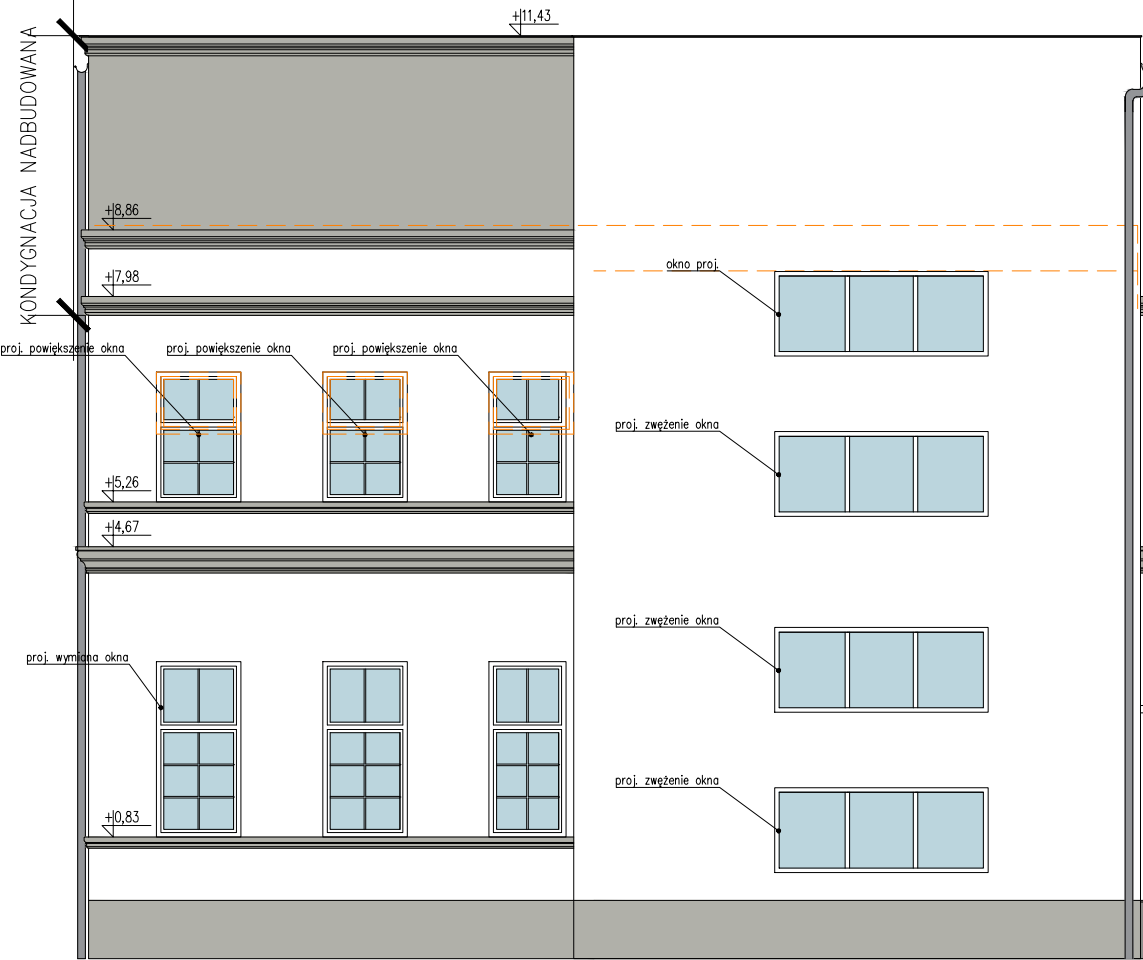 +11,43
KONDYGNACJA NADBUDOWANA
+8,86
+7,98
okno proj.
proj. powiększenie okna
proj. powiększenie okna
proj. powiększenie okna
proj. zwężenie okna
+5,26
+4,67
proj. zwężenie okna
proj. wymiana okna
proj. zwężenie okna
+0,83